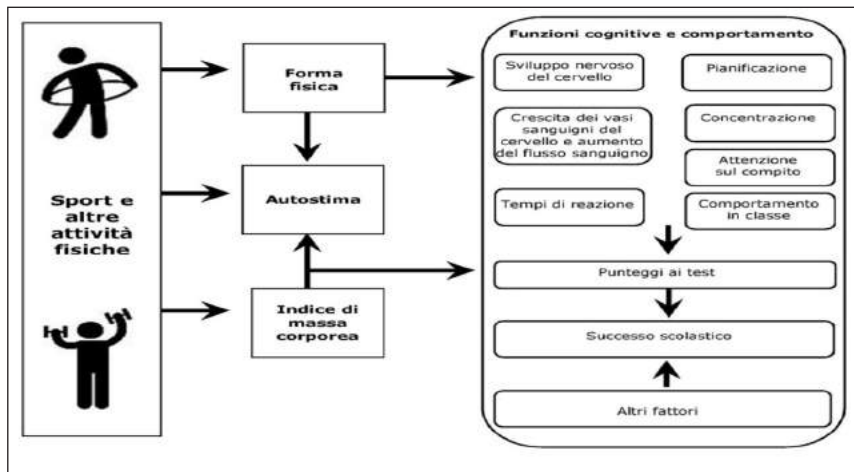 Sport e
altre
attività
fisiche
Forma
fisica
Autostima
Indice di
massa
corporea
Funzioni cognitive e comportamento
Sviluppo nervoso
del cervello
Pianificazione
Crescita dei vasi
sanguigni del
cervello e aumento
del flusso sanguigno
Concentrazione
Attenzione
sul compito
Tempi di reazione
Comportamento
in classe
Punteggi ai test
Successo scolastico
Altri fattori